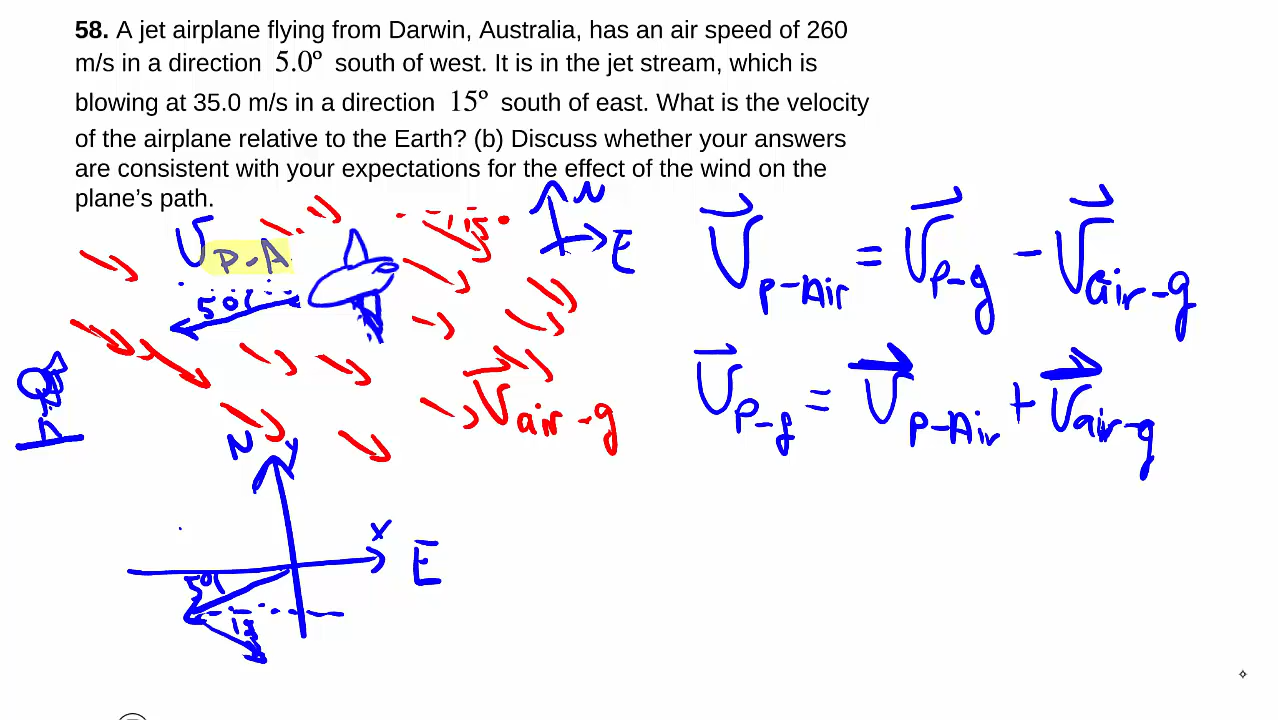 58. A jet airplane flying from Darwin, Australia, has an air speed of 260
m/s in a direction 5.0º south of west. It is in the jet stream, which is
blowing at 35.0 m/s in a direction 15º south of east. What is the velocity
of the airplane relative to the Earth? (b) Discuss whether your answers
are consistent with your expectations for the effect of the wind on the
plane's path.
15°
N
E
V P-A
5°
V P-Air = V P-g - V air-g
V air-g
V P-g = V P-Air + V air-g
N y
x
E
5°
15